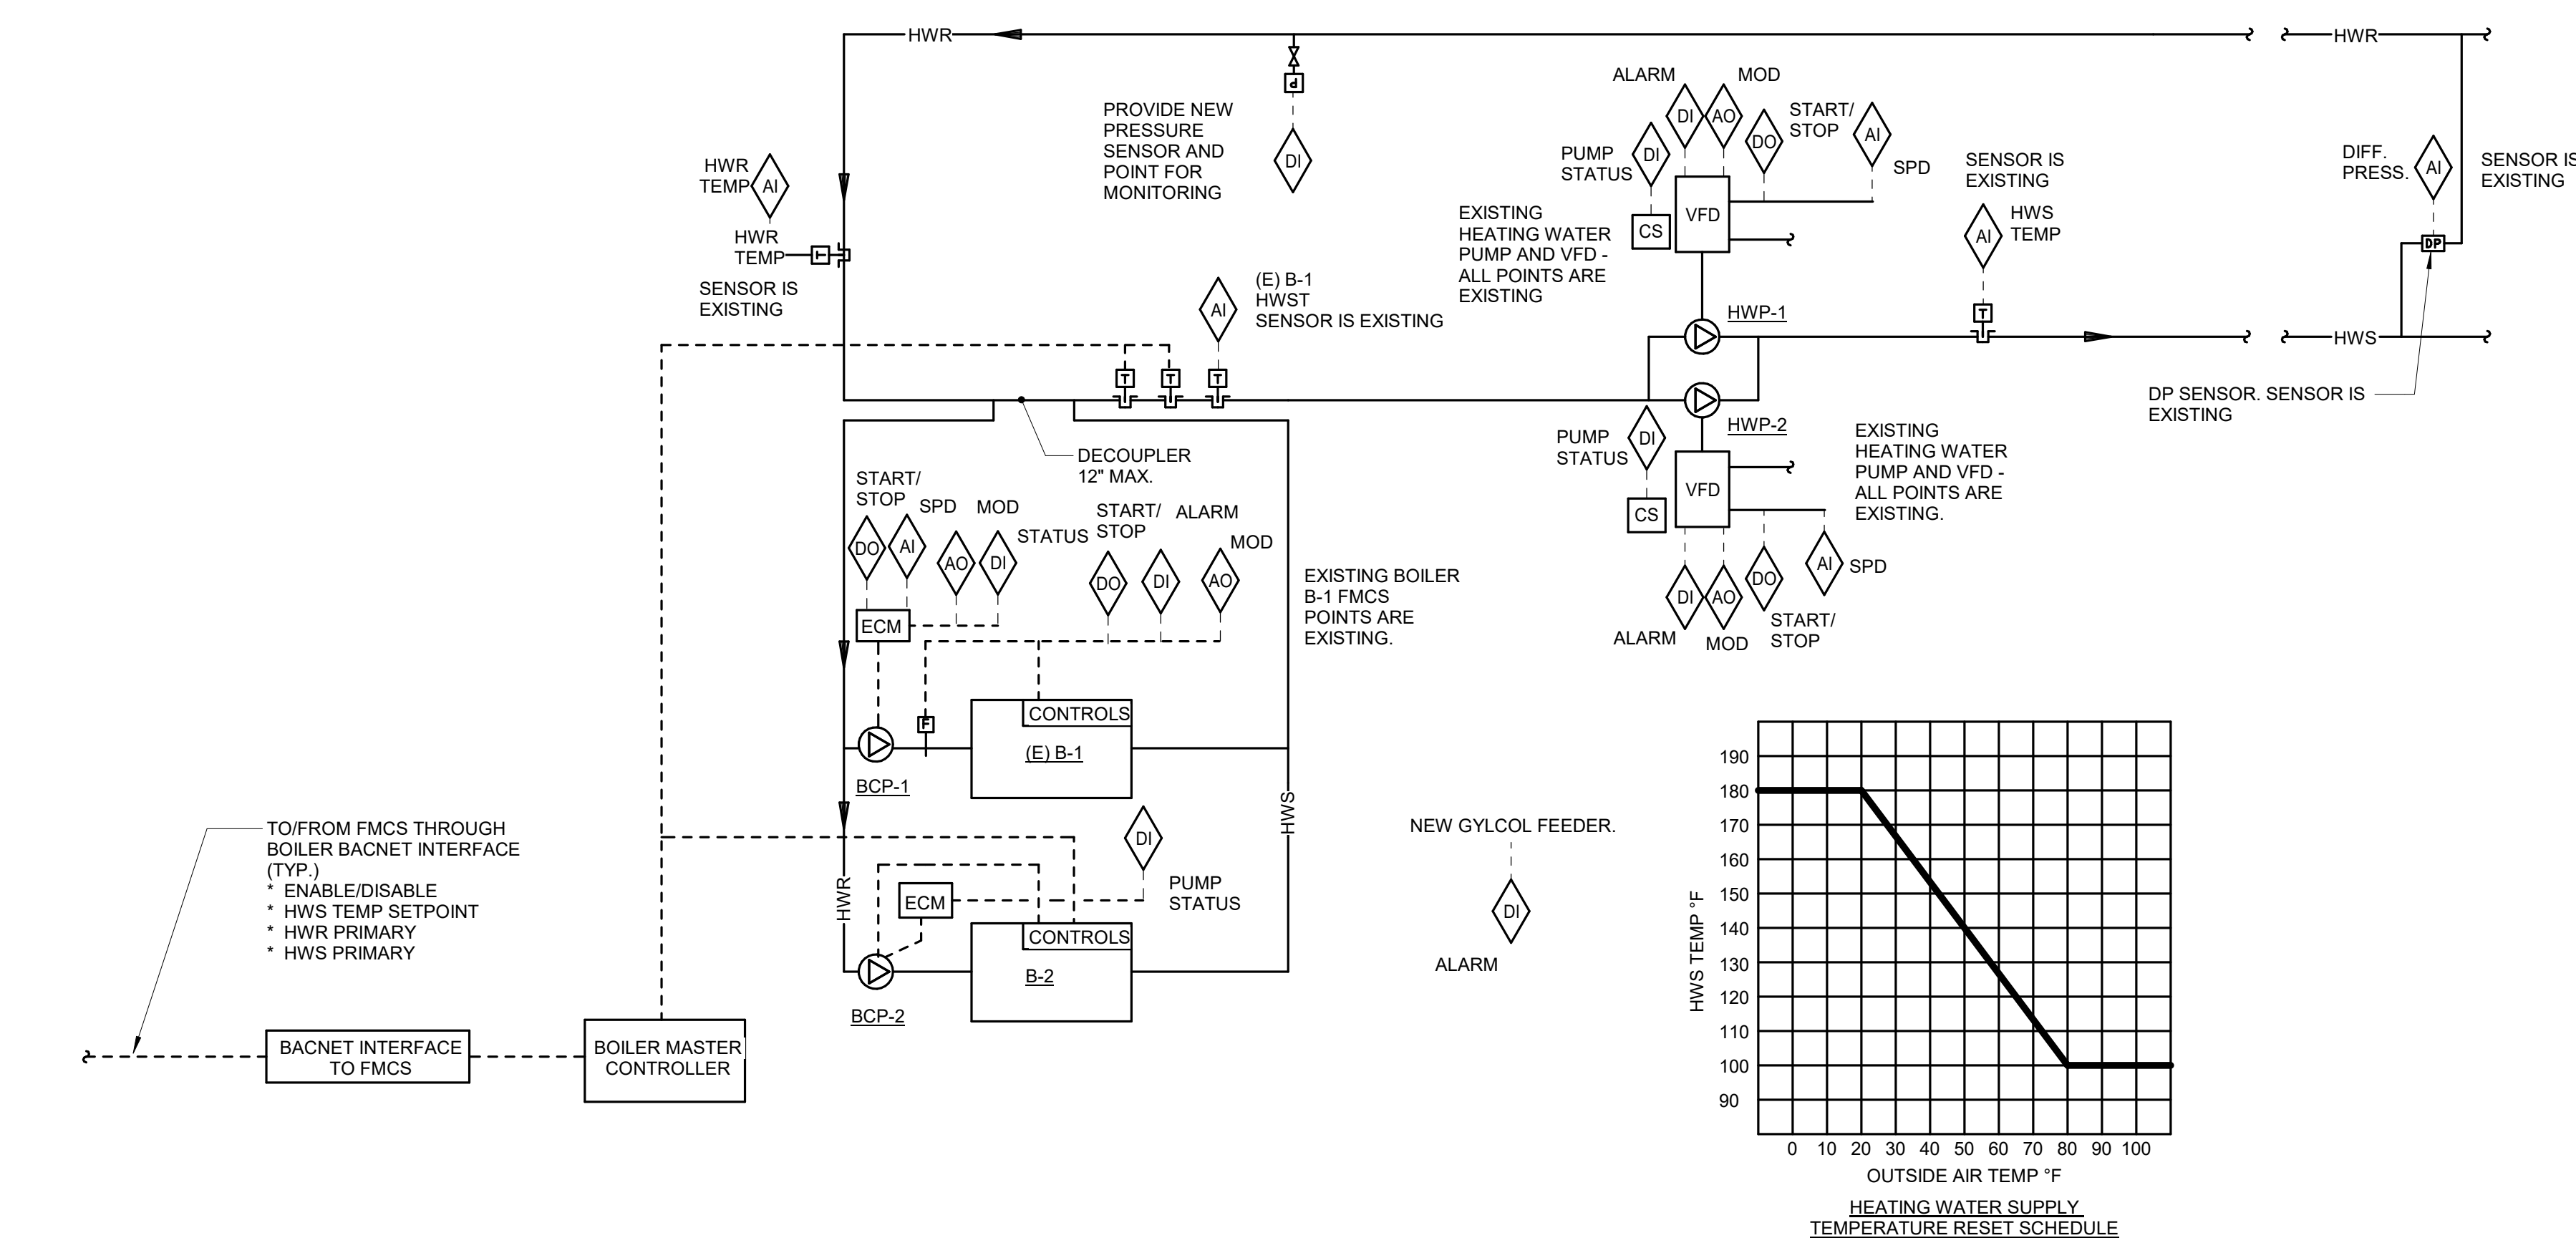 HWR
HWR
ALARM
MOD
PROVIDE NEW
PRESSURE
SENSOR AND
POINT FOR
MONITORING
P
DI
DI
AO
DO
START/
STOP
AI
SPD
PUMP
STATUS
DI
CS
VFD
EXISTING
HEATING WATER
PUMP AND VFD -
ALL POINTS ARE
EXISTING
HWP-1
SENSOR IS
EXISTING
AI
HWS
TEMP
T
DIFF.
PRESS.
AI
DP
SENSOR IS
EXISTING
HWS
DP SENSOR. SENSOR IS
EXISTING
HWR
TEMP
AI
HWR
TEMP
T
SENSOR IS
EXISTING
AI
(E) B-1
HWST
SENSOR IS EXISTING
T
T
T
DECOUPLER
12" MAX.
HWP-2
PUMP
STATUS
DI
CS
VFD
EXISTING
HEATING WATER
PUMP AND VFD -
ALL POINTS ARE
EXISTING.
DI
AO
DO
AI
SPD
ALARM
MOD
START/
STOP
START/
STOP
SPD
MOD
STATUS
DO
AI
AO
DI
START/
STOP
ALARM
MOD
DO
DI
AO
ECM
EXISTING BOILER
B-1 FMCS
POINTS ARE
EXISTING.
F
CONTROLS
(E) B-1
BCP-1
HWS
HWR
DI
PUMP
STATUS
ECM
CONTROLS
B-2
BCP-2
TO/FROM FMCS THROUGH
BOILER BACNET INTERFACE
(TYP.)
* ENABLE/DISABLE
* HWS TEMP SETPOINT
* HWR PRIMARY
* HWS PRIMARY
BACNET INTERFACE
TO FMCS
BOILER MASTER
CONTROLLER
NEW GYLCOL FEEDER.
DI
ALARM
HWS TEMP °F
190
180
170
160
150
140
130
120
110
100
90
0 10 20 30 40 50 60 70 80 90 100
OUTSIDE AIR TEMP °F
HEATING WATER SUPPLY
TEMPERATURE RESET SCHEDULE